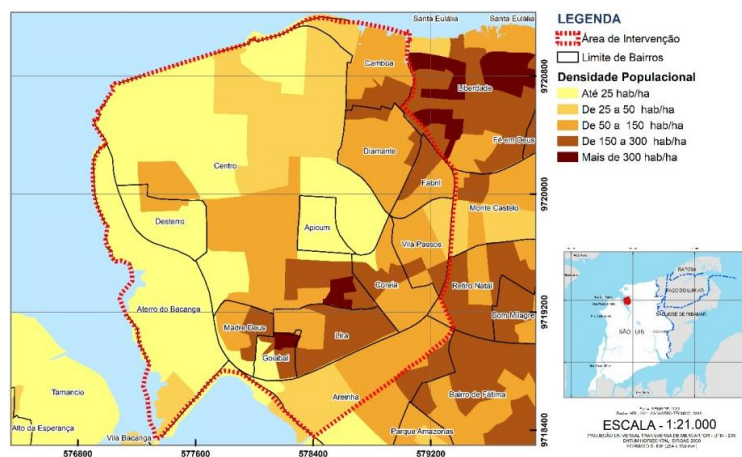 Santa Eulália
Santa Eulália
Camboa
Liberdade
Fé em Deus
Diamante
Centro
Fabril
Monte Castelo
Desterro
Apicum
Vila Passos
Coreia
Retiro Natal
Aterro do Bacanga
Bom Milagre
Madre Deus
Lira
Goiabal
Tamancio
Areinha
Bairro de Fátima
Alto da Esperança
Vila Bacanga
Parque Amazonas
576800
577600
578400
579200
9720800
9720000
9719200
9718400
LEGENDA
Área de Intervenção
Limite de Bairros
Densidade Populacional
Até 25 hab/ha
De 25 a 50 hab/ha
De 50 a 150 hab/ha
De 150 a 300 hab/ha
Mais de 300 hab/ha
RAPOSA
PAÇO DO LUMIAR
SÃO JOSÉ DE RIBAMAR
SÃO LUIS
ESCALA - 1:21.000